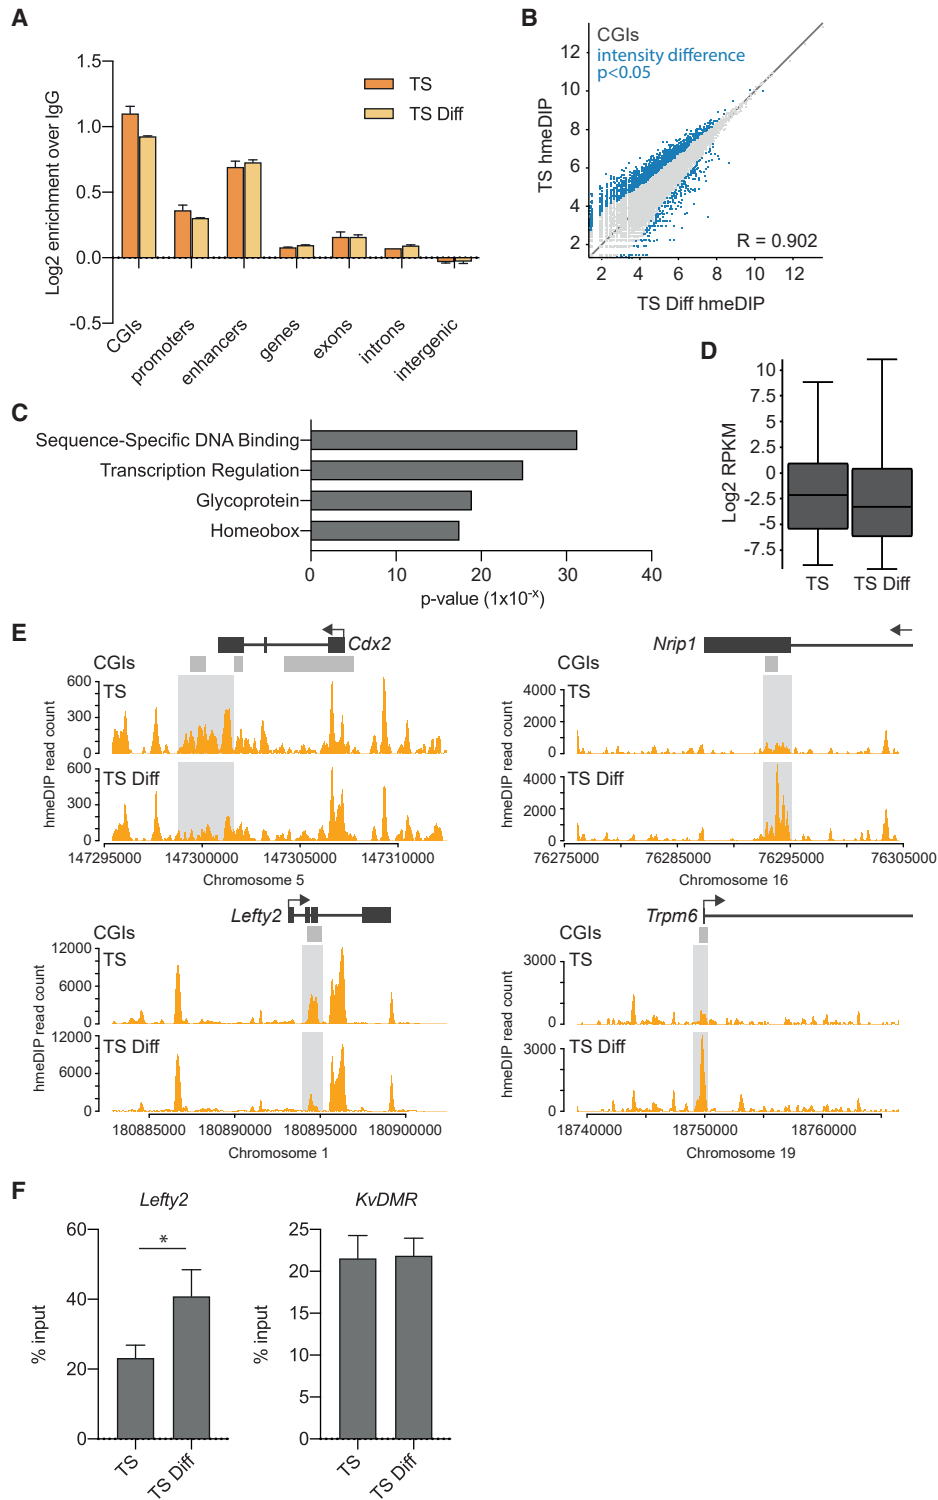 A
1.5
1.0
0.5
0.0
-0.5
Log2 enrichment over IgG
TS
TS Diff
CGIs
promoters
enhancers
genes
exons
introns
intergenic
B
CGIs
intensity difference
p<0.05
12
10
8
6
4
2
TS hmeDIP
R = 0.902
2 4 6 8 10 12
TS Diff hmeDIP
C
Sequence-Specific DNA Binding
Transcription Regulation
Glycoprotein
Homeobox
0 10 20 30 40
p-value (1x10-x)
D
10
7.5
5
2.5
0
-2.5
-5
-7.5
Log2 RPKM
TS TS Diff
E
Cdx2
CGIs
TS
600
300
0
TS Diff
600
300
0
hmeDIP read count
147295000 147300000 147305000 147310000
Chromosome 5
Nrip1
CGIs
TS
4000
2000
0
TS Diff
4000
2000
0
hmeDIP read count
76275000 76285000 76295000 76305000
Chromosome 16
Lefty2
CGIs
TS
12000
6000
0
TS Diff
12000
6000
0
hmeDIP read count
180885000 180890000 180895000 180900000
Chromosome 1
Trpm6
CGIs
TS
3000
0
TS Diff
3000
0
hmeDIP read count
18740000 18750000 18760000
Chromosome 19
F
Lefty2
60
40
20
0
% input
*
TS
TS Diff
KvDMR
25
20
15
10
5
0
% input
TS
TS Diff